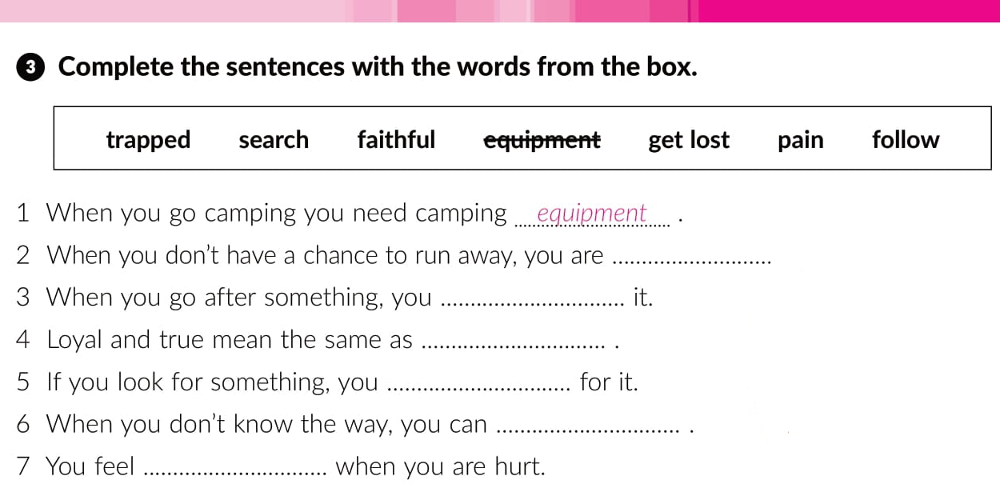 3 Complete the sentences with the words from the box.
trapped search faithful equipment get lost pain follow
1 When you go camping you need camping equipment .
2 When you don't have a chance to run away, you are ...........................
3 When you go after something, you ............................... it.
4 Loyal and true mean the same as ............................... .
5 If you look for something, you ............................... for it.
6 When you don't know the way, you can ............................... .
7 You feel ............................... when you are hurt.